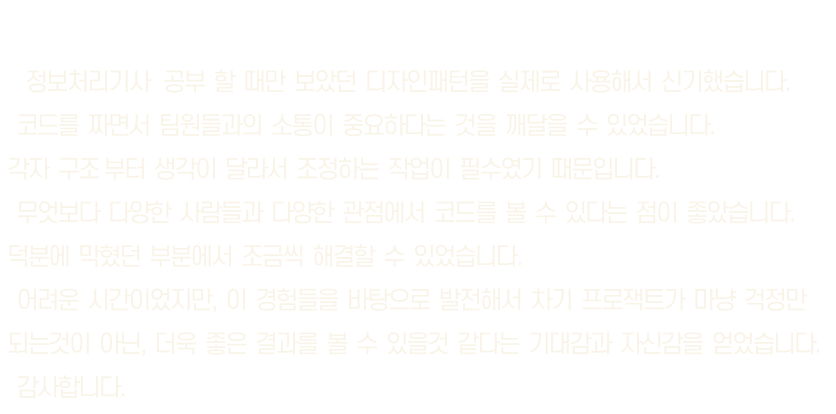 정보처리기사 공부 할 때만 보았던 디자인패턴을 실제로 사용해서 신기했습니다.
코드를 짜면서 팀원들과의 소통이 중요하다는 것을 깨달을 수 있었습니다.
각자 구조 부터 생각이 달라서 조정하는 작업이 필수였기 때문입니다.
무엇보다 다양한 사람들과 다양한 관점에서 코드를 볼 수 있다는 점이 좋았습니다.
덕분에 막혔던 부분에서 조금씩 해결할 수 있었습니다.
어려운 시간이었지만, 이 경험들을 바탕으로 발전해서 차기 프로잭트가 마냥 걱정만
되는것이 아닌, 더욱 좋은 결과를 볼 수 있을것 같다는 기대감과 자신감을 얻었습니다.
감사합니다.